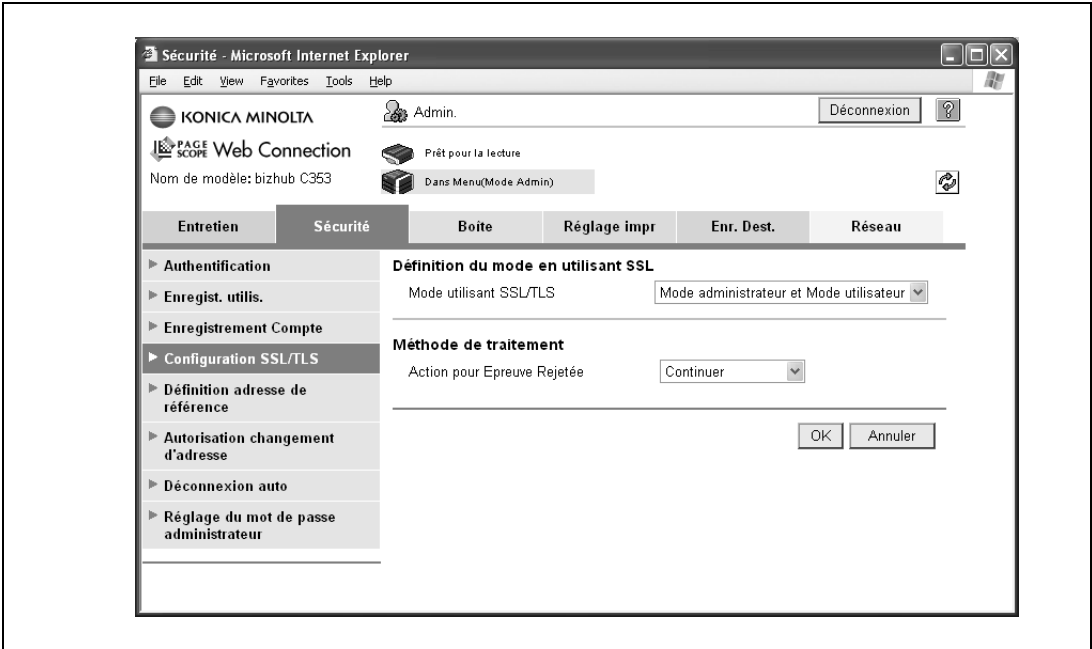 Sécurité - Microsoft Internet Explorer
File Edit View Favorites Tools Help
KONICA MINOLTA
Admin.
Déconnexion
?
PAGE SCOPE Web Connection
Prêt pour la lecture
Nom de modèle: bizhub C353
Dans Menu(Mode Admin)
Entretien Sécurité Boîte Réglage impr Enr. Dest. Réseau
Authentification
Enregist. utilis.
Enregistrement Compte
Configuration SSL/TLS
Définition adresse de
référence
Autorisation changement
d'adresse
Déconnexion auto
Réglage du mot de passe
administrateur
Définition du mode en utilisant SSL
Mode utilisant SSL/TLS Mode administrateur et Mode utilisateur
Méthode de traitement
Action pour Epreuve Rejetée Continuer
OK Annuler